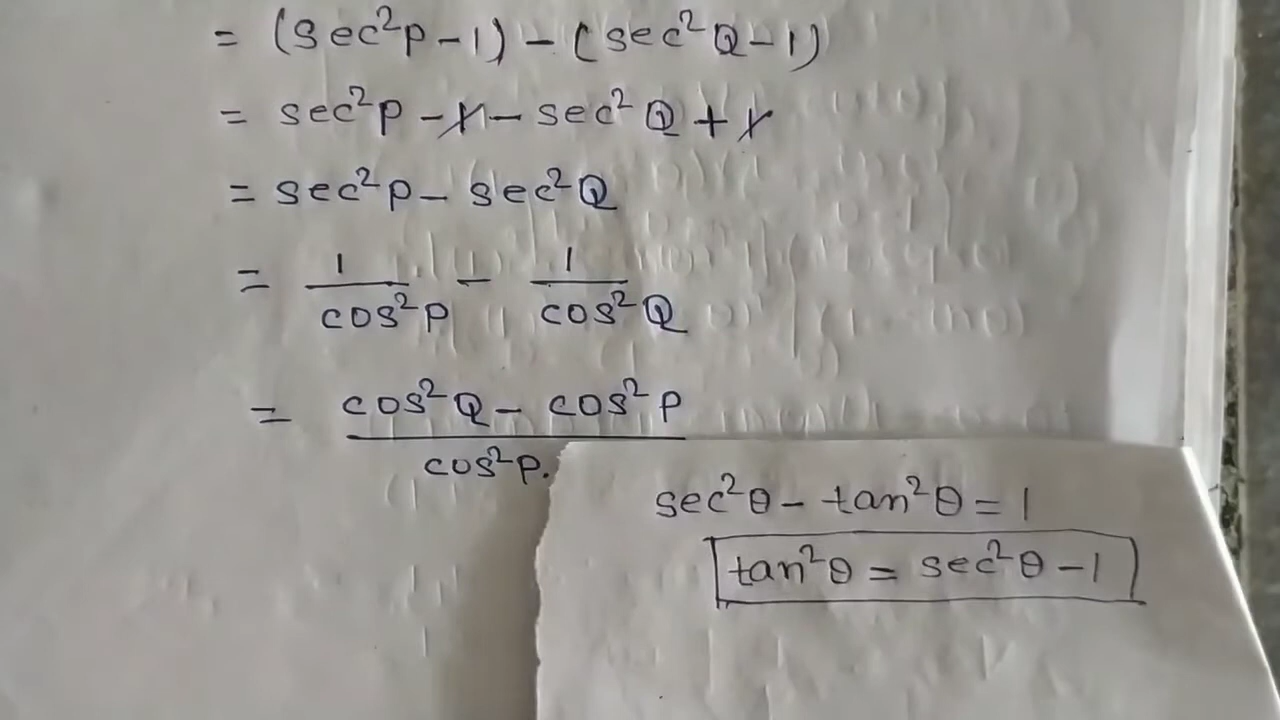 = (sec²P-1) - (sec²Q-1)
= sec²P - 1 - sec²Q + 1
= sec²P - sec²Q
= 1/cos²P - 1/cos²Q
= cos²Q - cos²P / cos²P.
sec²θ - tan²θ = 1
tan²θ = sec²θ - 1